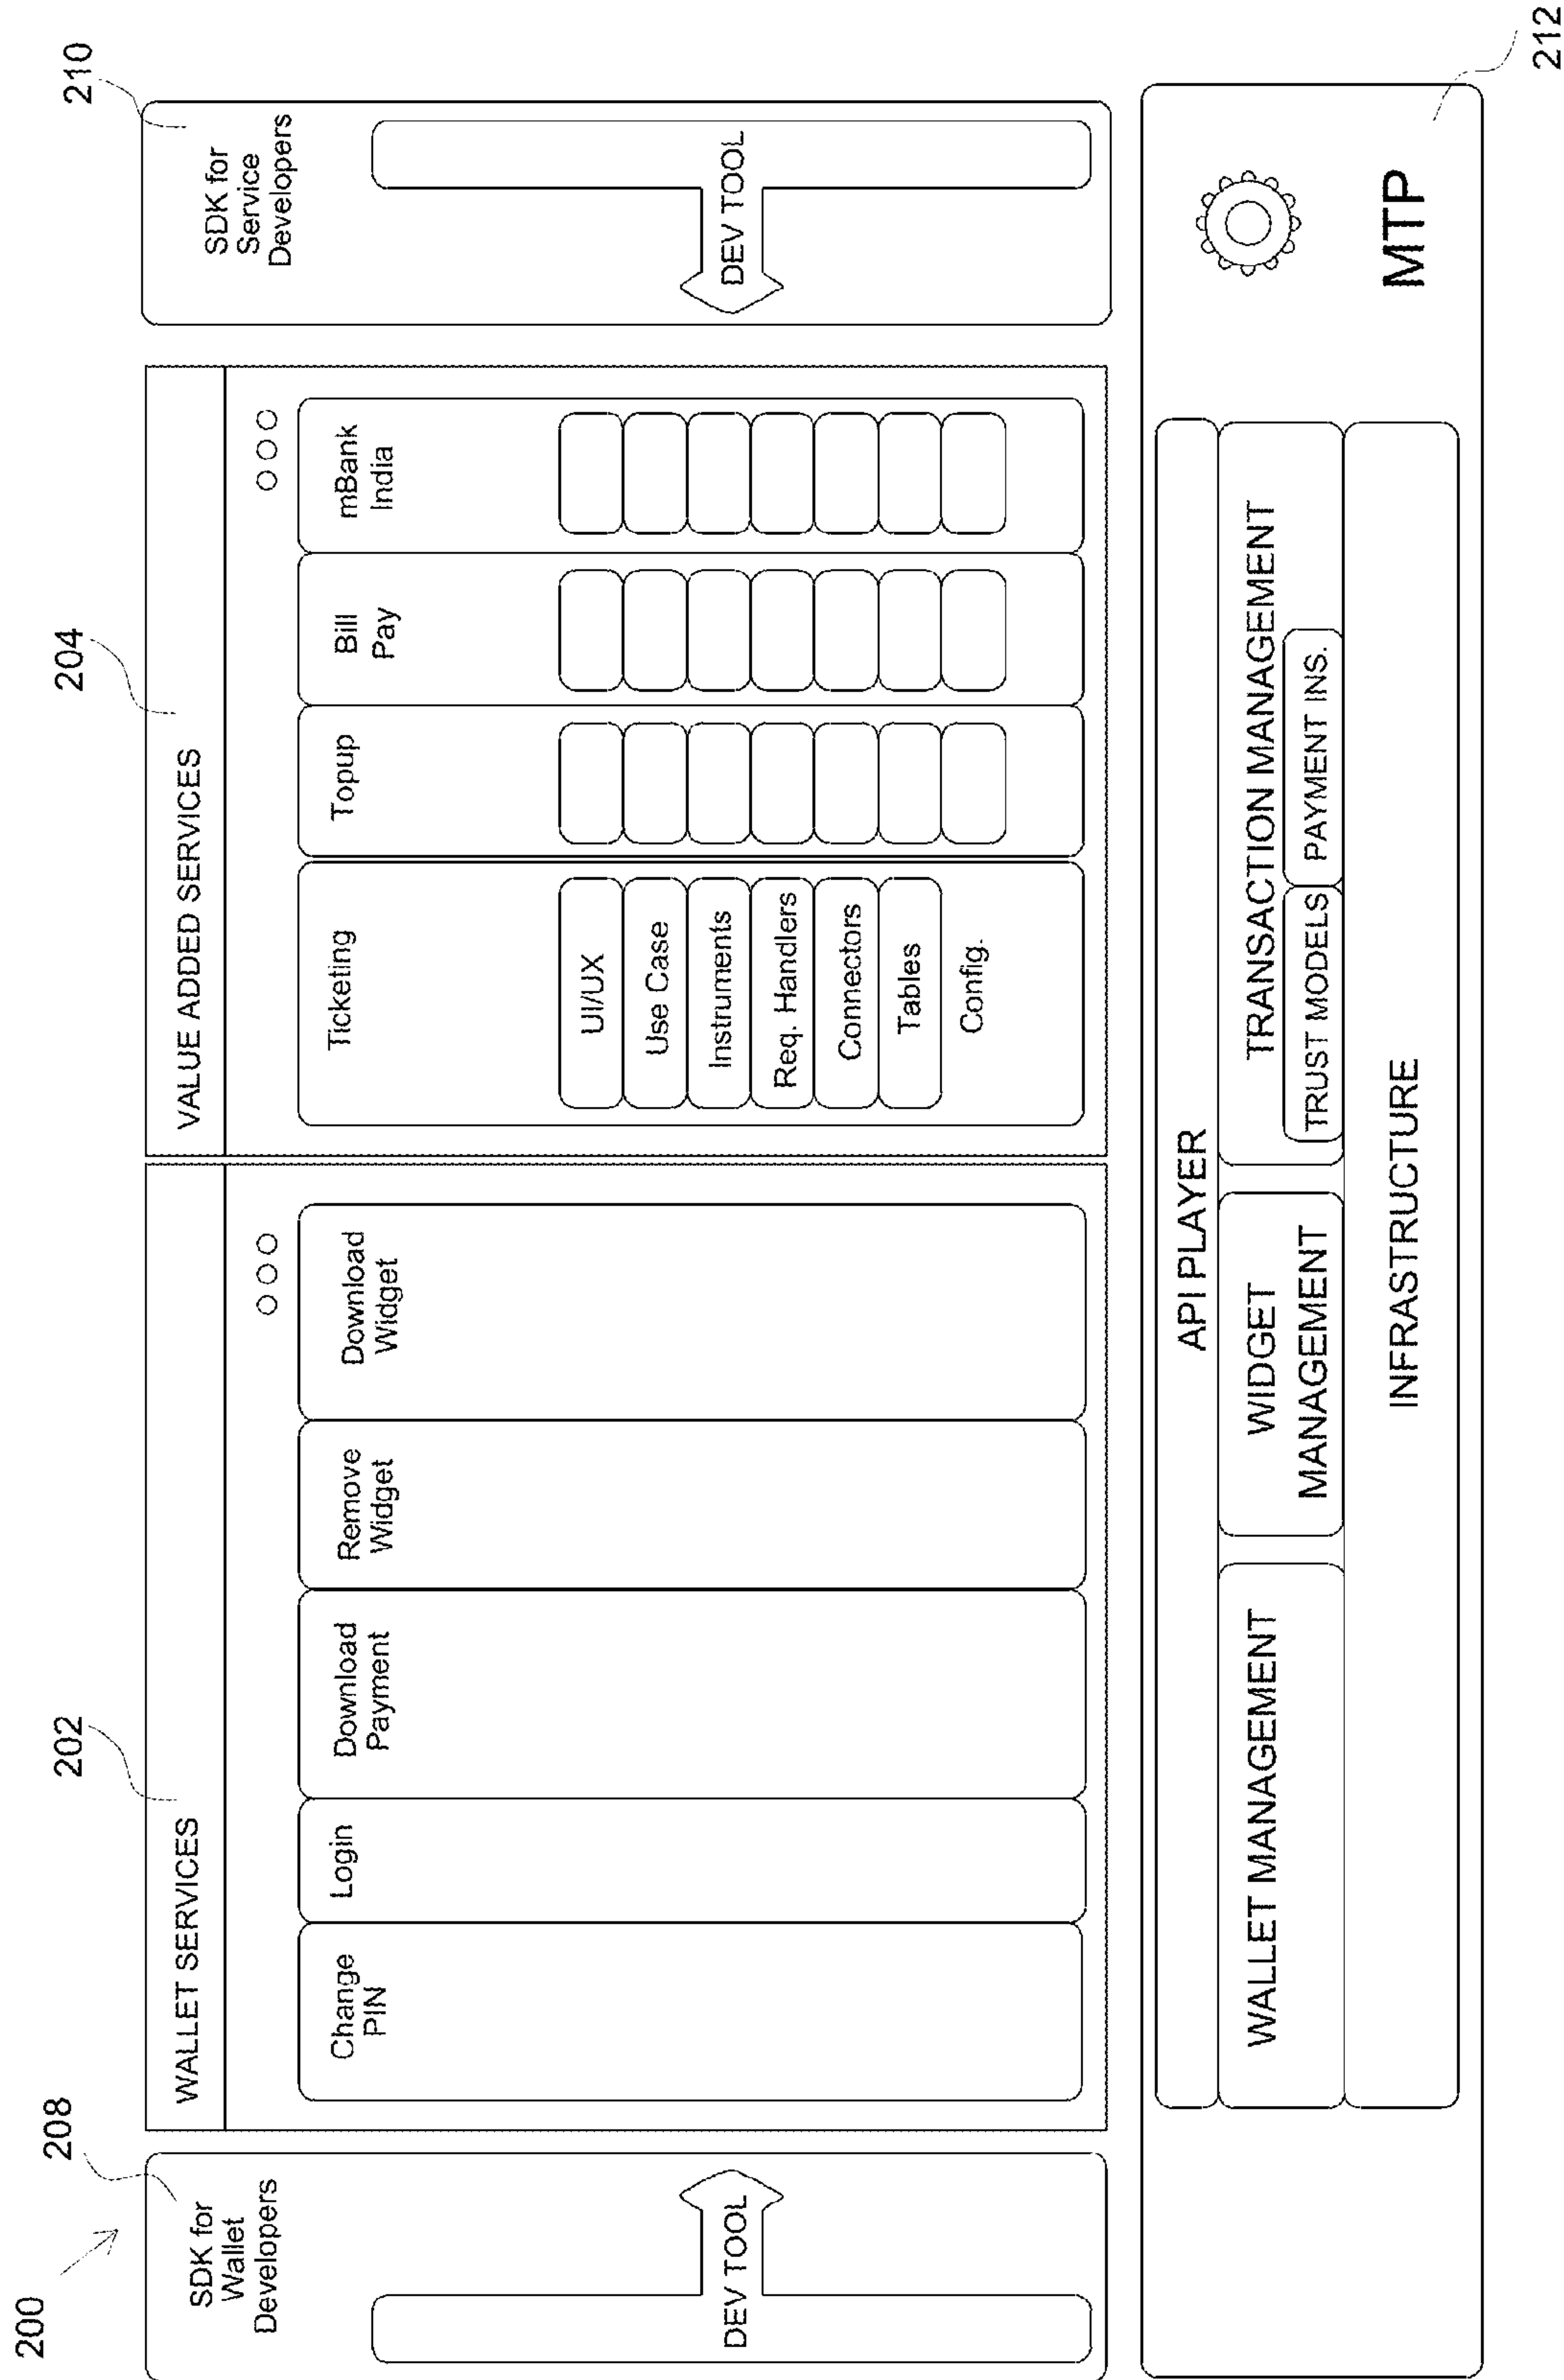 200
208
202
204
210
SDK for
Wallet
Developers
DEV TOOL
WALLET SERVICES
Change
PIN
Login
Download
Payment
Remove
Widget
Download
Widget
VALUE ADDED SERVICES
Ticketing
UI/UX
Use Case
Instruments
Req. Handlers
Connectors
Tables
Config.
Topup
Bill
Pay
mBank
India
SDK for
Service
Developers
DEV TOOL
API PLAYER
WALLET MANAGEMENT
WIDGET
MANAGEMENT
TRANSACTION MANAGEMENT
TRUST MODELS
PAYMENT INS.
INFRASTRUCTURE
MTP
212